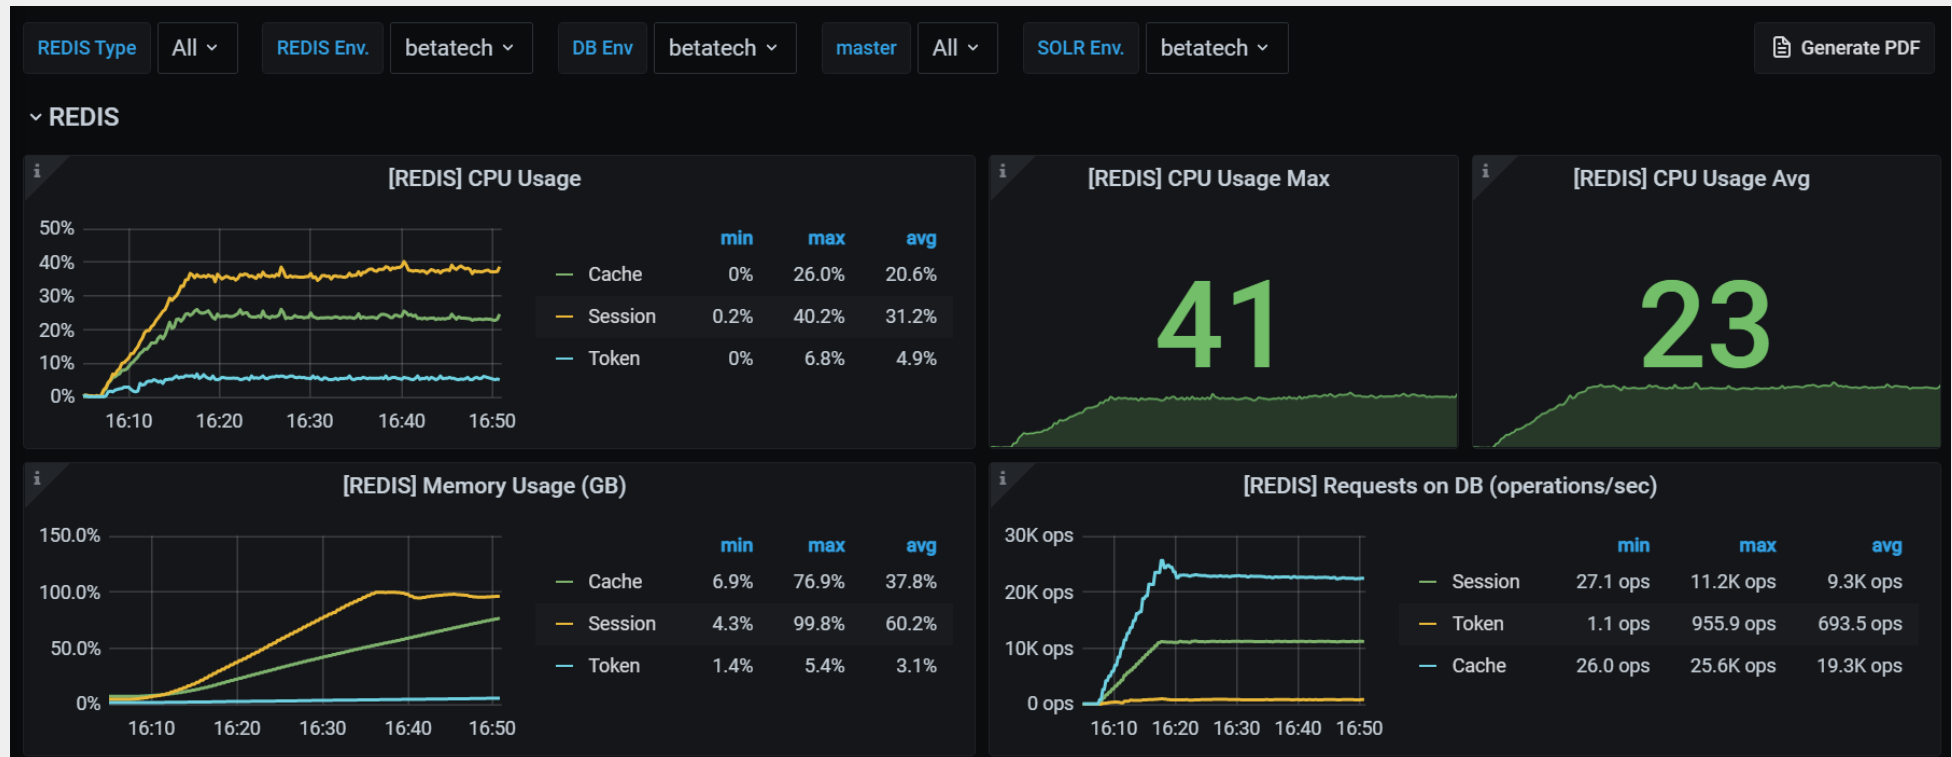 REDIS Type All REDIS Env. betatech DB Env betatech master All SOLR Env. betatech Generate PDF
REDIS
[REDIS] CPU Usage
50%
40%
30%
20%
10%
0%
16:10 16:20 16:30 16:40 16:50
min max avg
Cache 0% 26.0% 20.6%
Session 0.2% 40.2% 31.2%
Token 0% 6.8% 4.9%
[REDIS] CPU Usage Max
41
[REDIS] CPU Usage Avg
23
[REDIS] Memory Usage (GB)
150.0%
100.0%
50.0%
0%
16:10 16:20 16:30 16:40 16:50
min max avg
Cache 6.9% 76.9% 37.8%
Session 4.3% 99.8% 60.2%
Token 1.4% 5.4% 3.1%
[REDIS] Requests on DB (operations/sec)
30K ops
20K ops
10K ops
0 ops
16:10 16:20 16:30 16:40 16:50
min max avg
Session 27.1 ops 11.2K ops 9.3K ops
Token 1.1 ops 955.9 ops 693.5 ops
Cache 26.0 ops 25.6K ops 19.3K ops